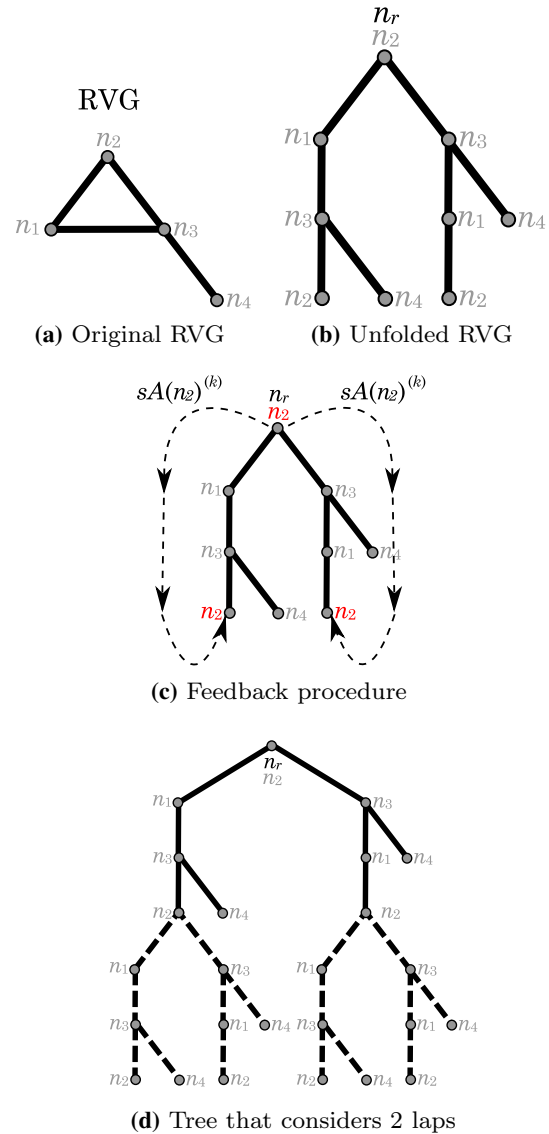 RVG
n₂
n₁
n₃
n₄
(a) Original RVG
nᵣ
n₂
n₁
n₃
n₃
n₁
n₄
n₂
n₄
n₂
(b) Unfolded RVG
sA(n₂)⁽ᵏ⁾
nᵣ
sA(n₂)⁽ᵏ⁾
n₂
n₁
n₃
n₃
n₁
n₄
n₂
n₄
n₂
(c) Feedback procedure
nᵣ
n₂
n₁
n₃
n₃
n₁
n₄
n₂
n₄
n₂
n₁
n₃
n₁
n₃
n₃
n₁
n₄
n₃
n₁
n₄
n₂
n₄
n₂
n₂
n₄
n₂
(d) Tree that considers 2 laps